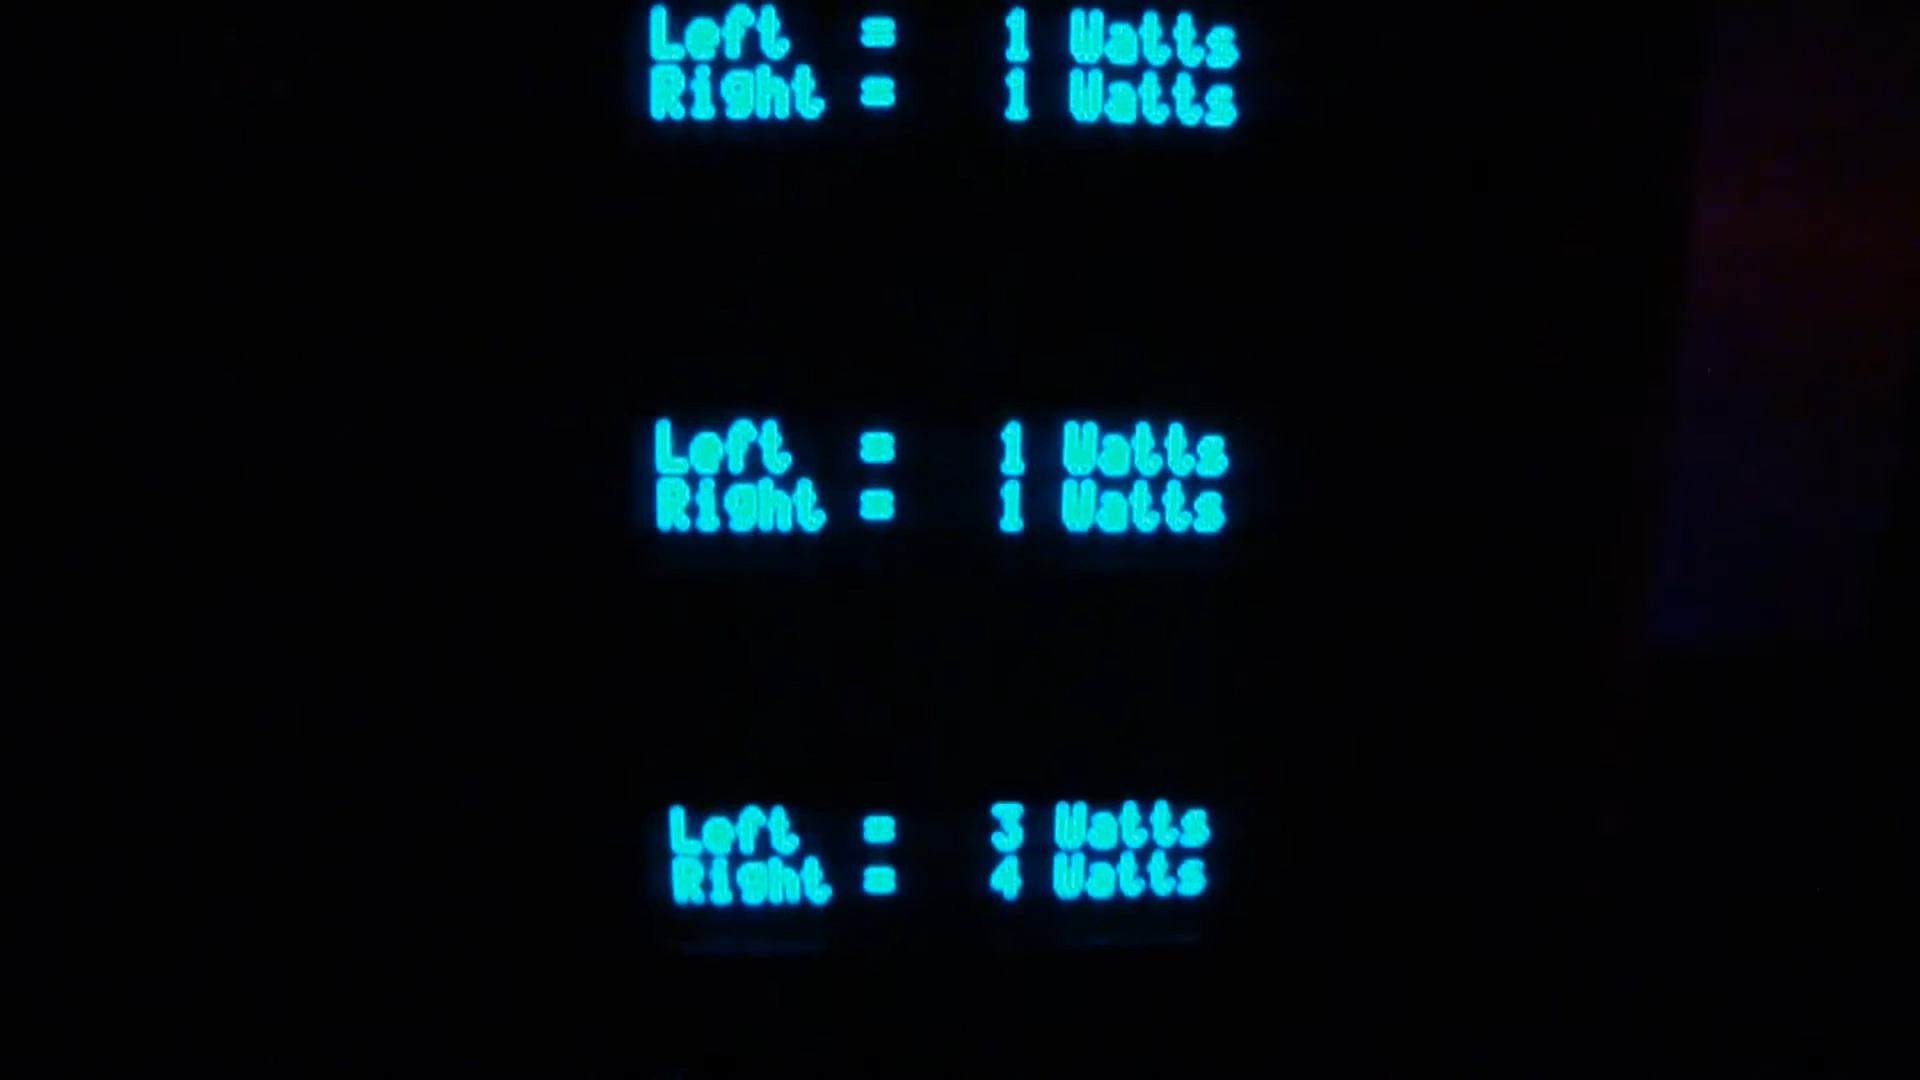 Left = 1 Watts
Right = 1 Watts
Left = 1 Watts
Right = 1 Watts
Left = 3 Watts
Right = 4 Watts